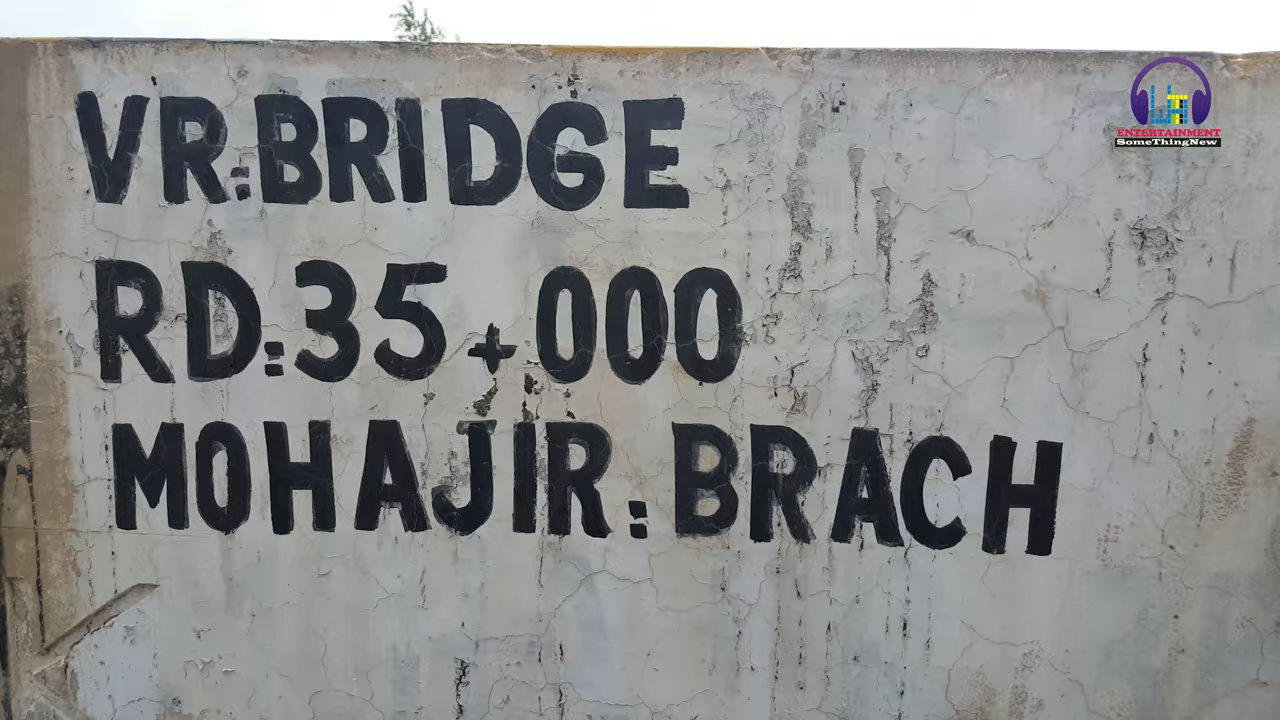 VR:BRIDGE
RD:35+000
MOHAJIR:BRACH
ENTERTAINMENT
SomeThingNew